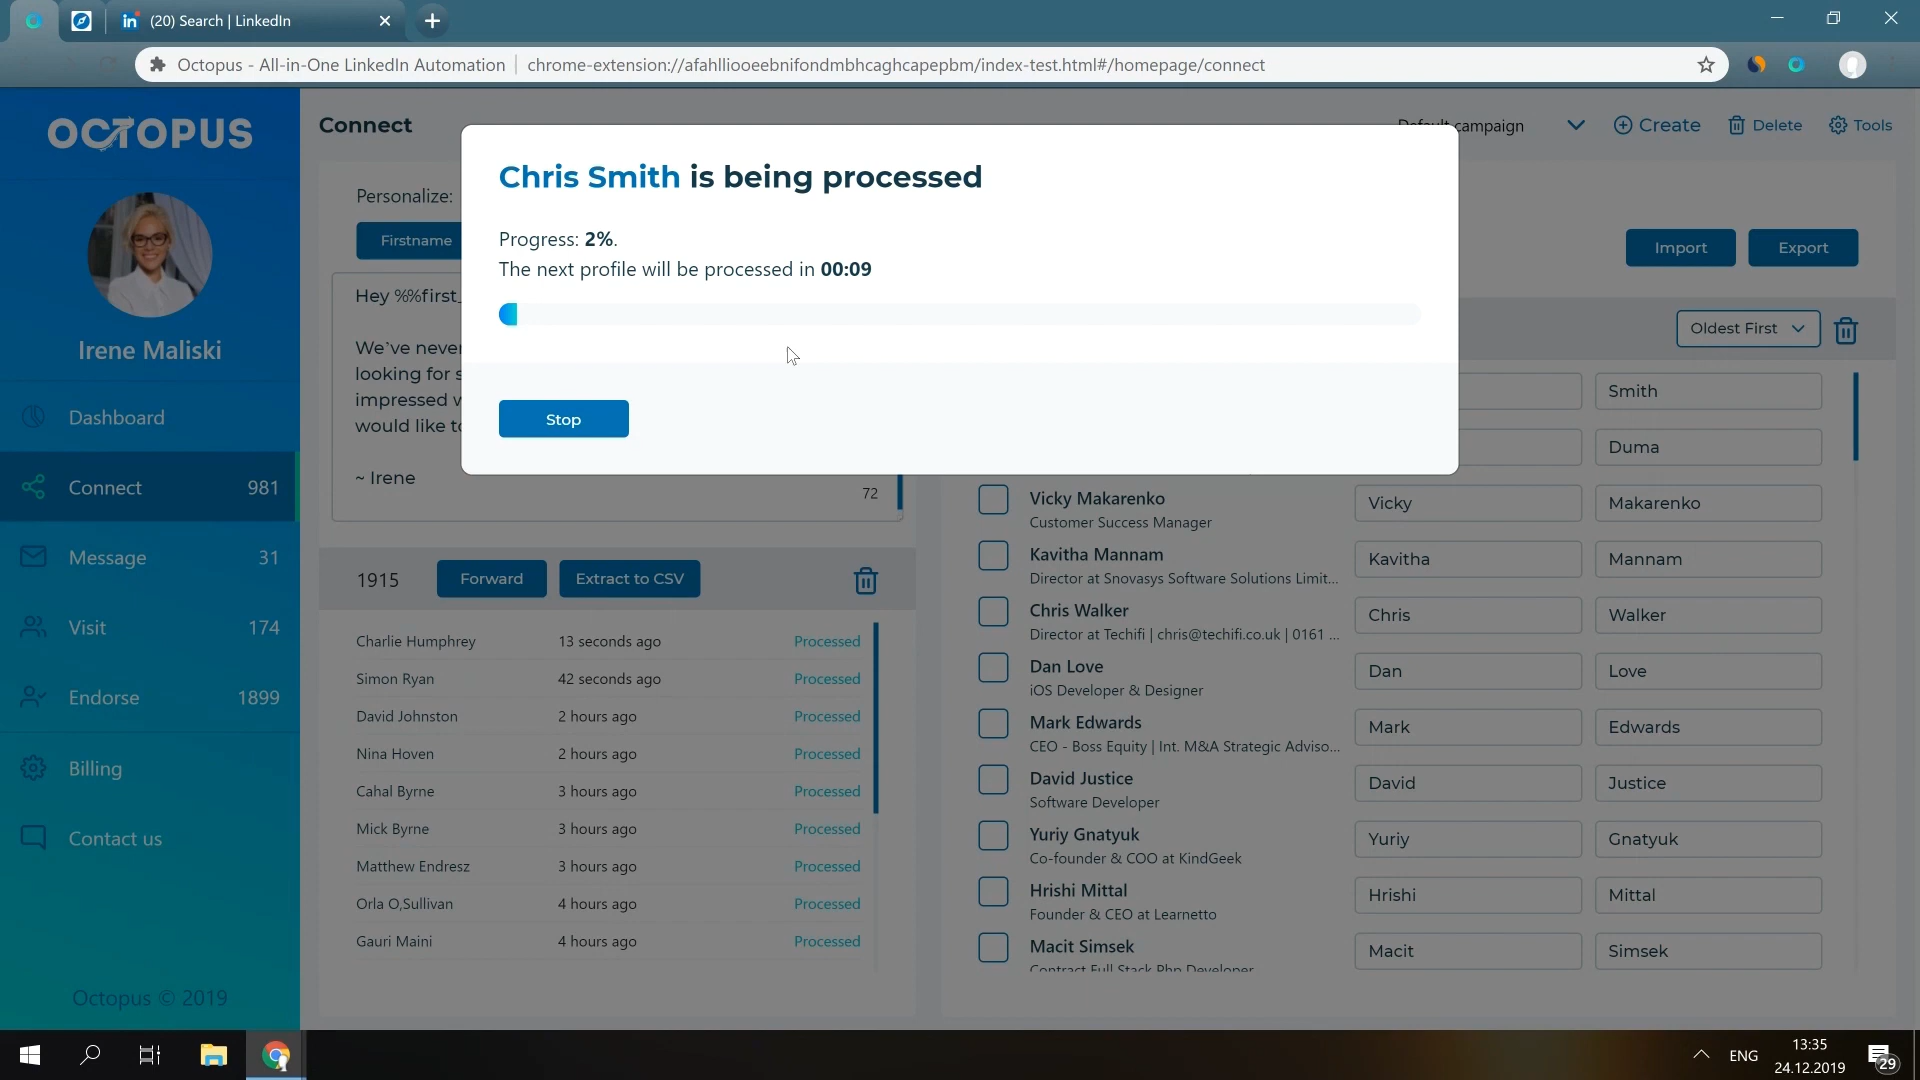 (20) Search | LinkedIn
Octopus - All-in-One LinkedIn Automation
chrome-extension://afahlliooeebnifondmbhcaghcapepbm/index-test.html#/homepage/connect
OCTOPUS
Irene Maliski
Dashboard
Connect 981
Message 31
Visit 174
Endorse 1899
Billing
Contact us
Octopus © 2019
Connect
campaign
Create
Delete
Tools
Chris Smith is being processed
Progress: 2%.
The next profile will be processed in 00:09
Stop
Personalize:
Firstname
Hey %%first_
We've never
looking for
impressed
would like
~ Irene
72
Import
Export
Oldest First
1915
Forward
Extract to CSV
Charlie Humphrey 13 seconds ago Processed
Simon Ryan 42 seconds ago Processed
David Johnston 2 hours ago Processed
Nina Hoven 2 hours ago Processed
Cahal Byrne 3 hours ago Processed
Mick Byrne 3 hours ago Processed
Matthew Endresz 3 hours ago Processed
Orla O,Sullivan 4 hours ago Processed
Gauri Maini 4 hours ago Processed
Smith
Duma
Vicky Makarenko
Customer Success Manager
Vicky
Makarenko
Kavitha Mannam
Director at Snovasys Software Solutions Limit...
Kavitha
Mannam
Chris Walker
Director at Techifi | chris@techifi.co.uk | 0161 ...
Chris
Walker
Dan Love
iOS Developer & Designer
Dan
Love
Mark Edwards
CEO - Boss Equity | Int. M&A Strategic Adviso...
Mark
Edwards
David Justice
Software Developer
David
Justice
Yuriy Gnatyuk
Co-founder & COO at KindGeek
Yuriy
Gnatyuk
Hrishi Mittal
Founder & CEO at Learnetto
Hrishi
Mittal
Macit Simsek
Contract Full Stack Php Developer
Macit
Simsek
ENG
13:35
24.12.2019
29